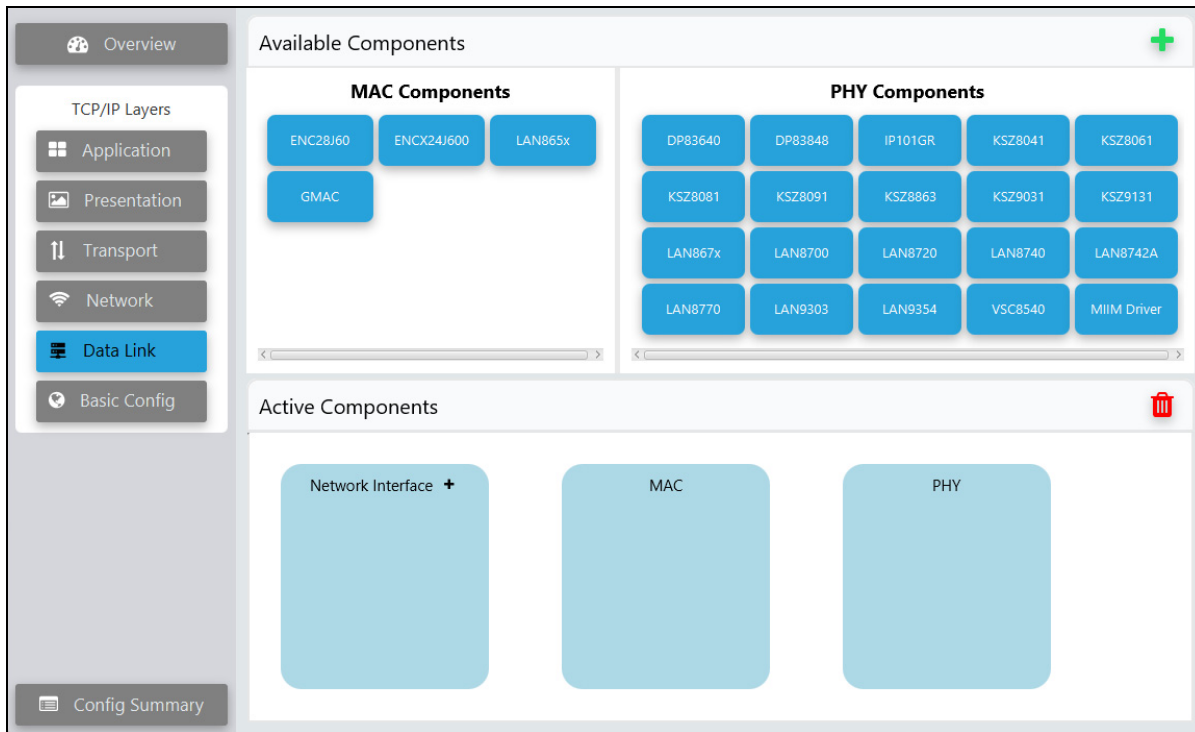 Overview
TCP/IP Layers
Application
Presentation
Transport
Network
Data Link
Basic Config
Config Summary
Available Components
MAC Components
ENC28J60 ENCX24J600 LAN865x
GMAC
PHY Components
DP83640 DP83848 IP101GR KSZ8041 KSZ8061
KSZ8081 KSZ8091 KSZ8863 KSZ9031 KSZ9131
LAN867x LAN8700 LAN8720 LAN8740 LAN8742A
LAN8770 LAN9303 LAN9354 VSC8540 MIIM Driver
Active Components
Network Interface +
MAC
PHY